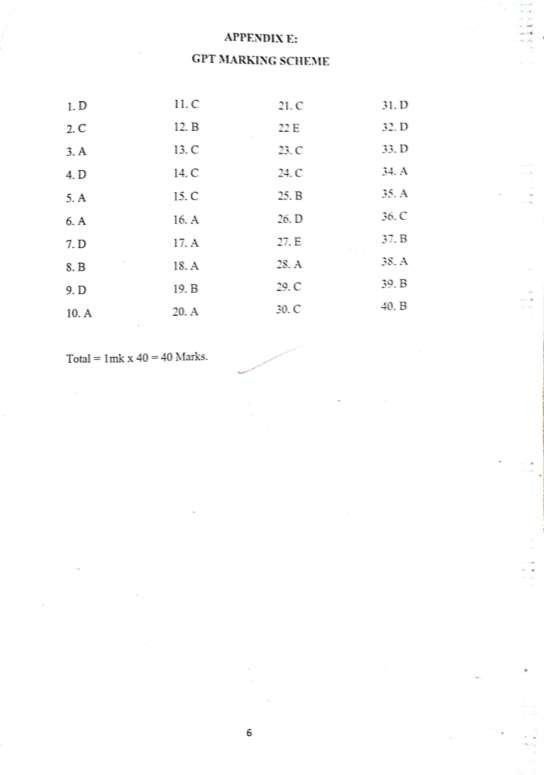 APPENDIX E:
GPT MARKING SCHEME
1. D 11. C 21. C 31. D
2. C 12. B 22 E 32. D
3. A 13. C 23. C 33. D
4. D 14. C 24. C 34. A
5. A 15. C 25. B 35. A
6. A 16. A 26. D 36. C
7. D 17. A 27. E 37. B
8. B 18. A 28. A 38. A
9. D 19. B 29. C 39. B
10. A 20. A 30. C 40. B
Total = 1mk x 40 = 40 Marks.
6